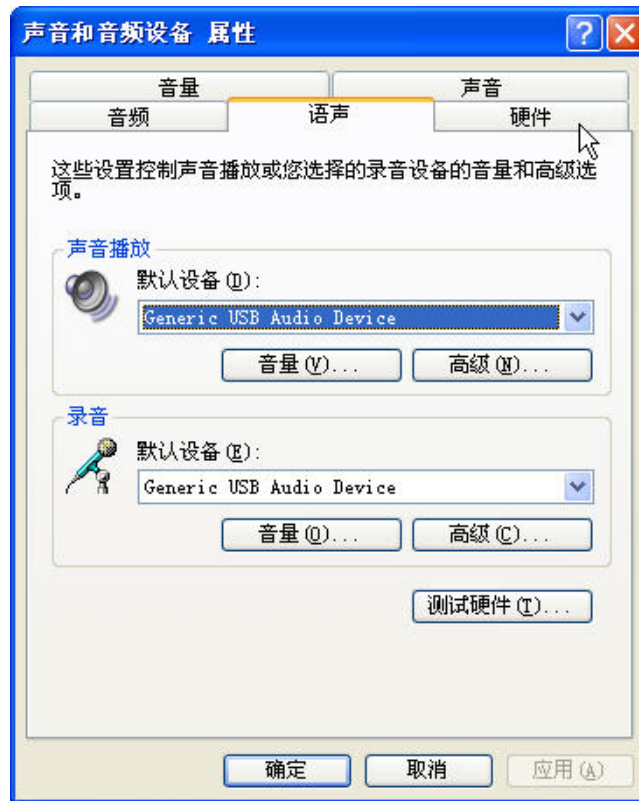 声音和音频设备 属性
音量 声音
音频 语声 硬件
这些设置控制声音播放或您选择的录音设备的音量和高级选
项。
声音播放
默认设备(D):
Generic USB Audio Device
音量(V)... 高级(N)...
录音
默认设备(E):
Generic USB Audio Device
音量(O)... 高级(C)...
测试硬件(T)...
确定 取消 应用(A)